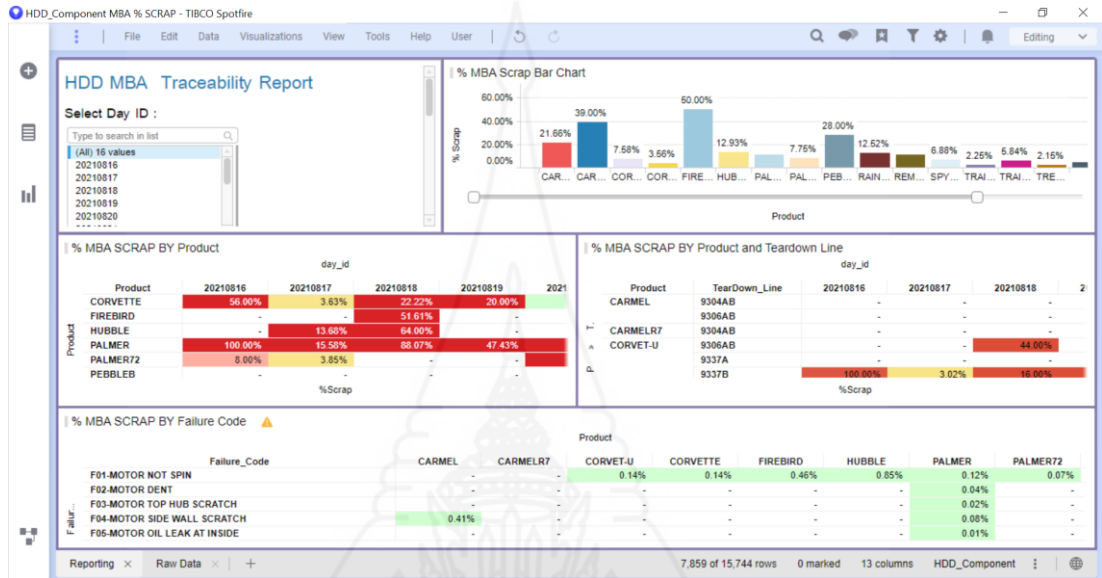 HDD_Component MBA % SCRAP - TIBCO Spotfire
File Edit Data Visualizations View Tools Help User Editing
HDD MBA Traceability Report
Select Day ID :
Type to search in list
(All) 16 values
20210816
20210817
20210818
20210819
20210820
% MBA Scrap Bar Chart
% Scrap
60.00%
40.00%
20.00%
0.00%
21.66% 39.00% 7.58% 3.56% 50.00% 12.93% 7.75% 28.00% 12.52% 6.88% 2.25% 5.84% 2.15%
CAR... CAR... COR... COR... FIRE... HUB... PAL... PAL... PEB... RAIN... REM... SPY... TRAI... TRAI... TRE...
Product
% MBA SCRAP BY Product
day_id
Product 20210816 20210817 20210818 20210819 2021
CORVETTE 56.00% 3.63% 22.22% 20.00%
FIREBIRD - - 51.61% -
HUBBLE - 13.68% 64.00% -
PALMER 100.00% 15.58% 88.07% 47.43%
PALMER72 8.00% 3.85% - -
PEBBLEB - - - -
Product
%Scrap
% MBA SCRAP BY Product and Teardown Line
day_id
Product TearDown_Line 20210816 20210817 20210818 2
CARMEL 9304AB - - -
9306AB - - -
CARMELR7 9304AB - - -
CORVET-U 9306AB - - 44.00%
9337A - - -
9337B 100.00% 3.02% 16.00%
%Scrap
% MBA SCRAP BY Failure Code
Product
Failure_Code CARMEL CARMELR7 CORVET-U CORVETTE FIREBIRD HUBBLE PALMER PALMER72
F01-MOTOR NOT SPIN - - 0.14% 0.14% 0.46% 0.85% 0.12% 0.07%
F02-MOTOR DENT - - - - - - 0.04% -
F03-MOTOR TOP HUB SCRATCH - - - - - - 0.02% -
F04-MOTOR SIDE WALL SCRATCH 0.41% - - - - - 0.08% -
F05-MOTOR OIL LEAK AT INSIDE - - - - - - 0.01% -
Failur...
Reporting × Raw Data × + 7,859 of 15,744 rows 0 marked 13 columns HDD_Component